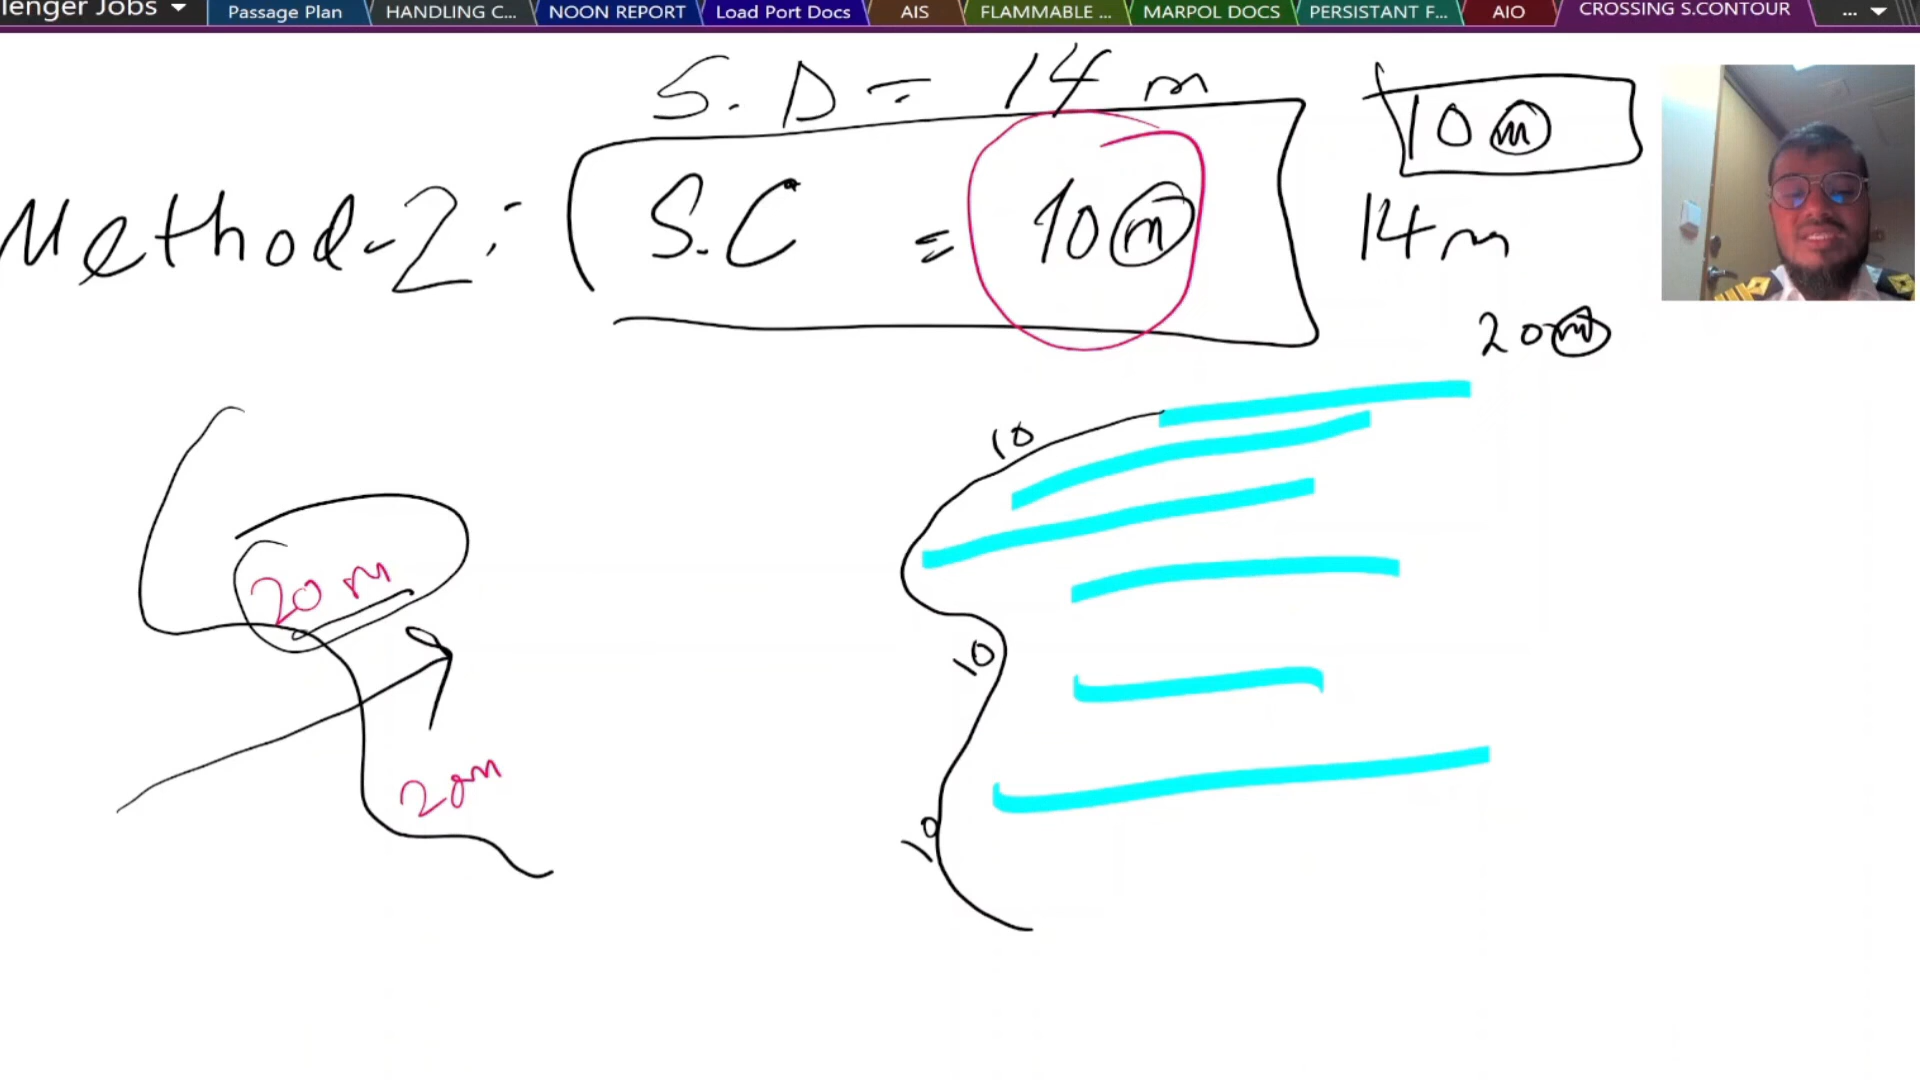 lenger Jobs
Passage Plan
HANDLING C...
NOON REPORT
Load Port Docs
AIS
FLAMMABLE ...
MARPOL DOCS
PERSISTANT F...
AIO
CROSSING S.CONTOUR
...
S.D = 14 m
10 m
Method-2: S.C = 10 m
14 m
20 m
10
20 m
10
20m
10